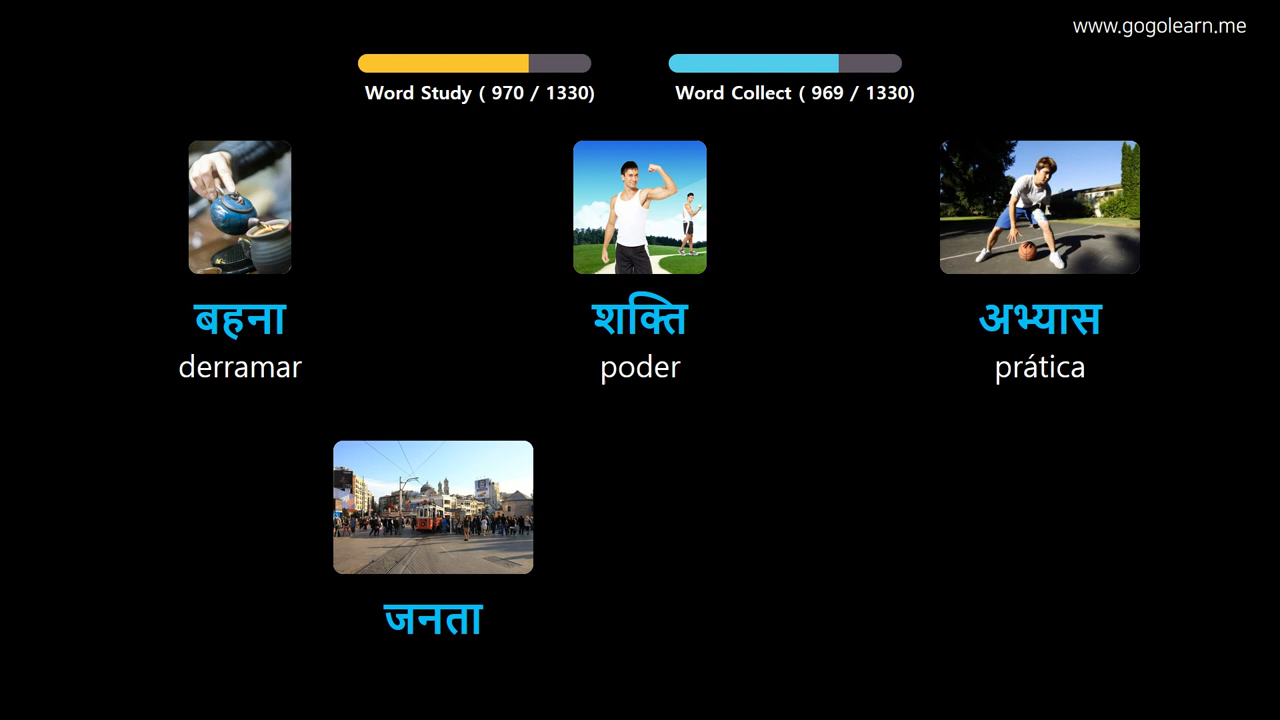 www.gogolearn.me
Word Study ( 970 / 1330)
Word Collect ( 969 / 1330)
बहना
derramar
शक्ति
poder
अभ्यास
prática
जनता